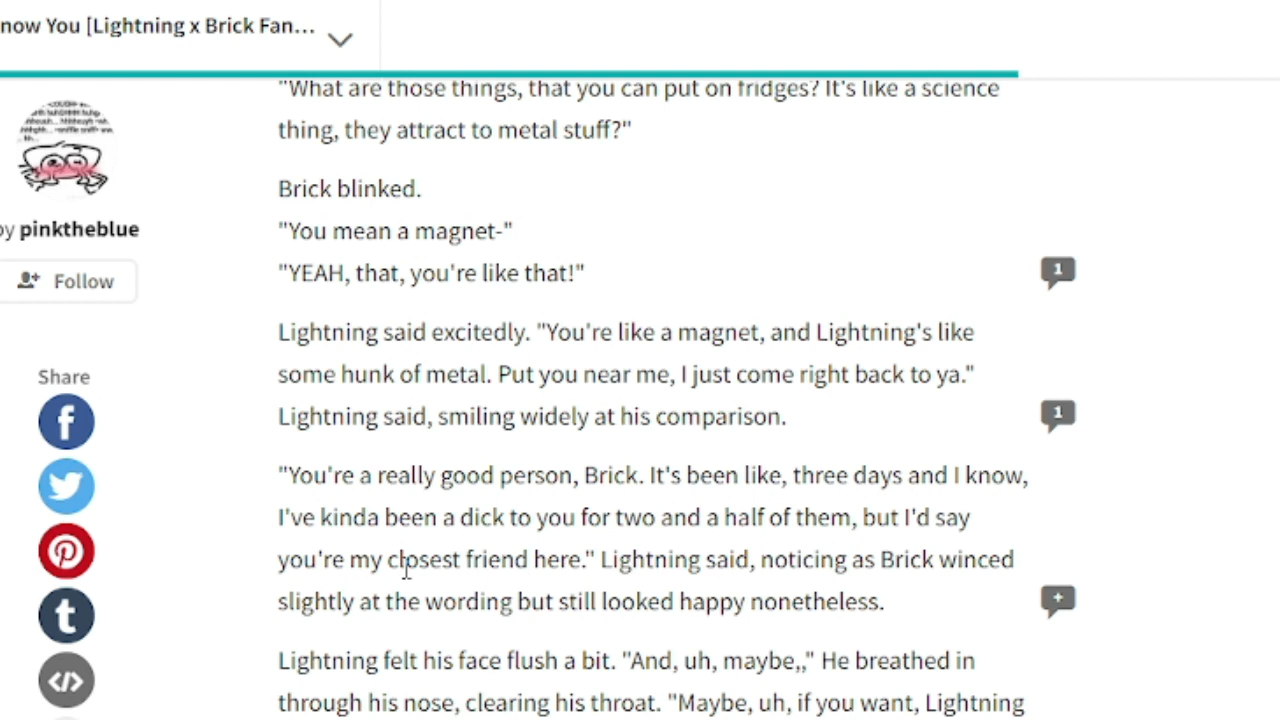 now You [Lightning x Brick Fan...
"What are those things, that you can put on fridges? It's like a science
thing, they attract to metal stuff?"
Brick blinked.
"You mean a magnet-"
"YEAH, that, you're like that!"
1
Lightning said excitedly. "You're like a magnet, and Lightning's like
some hunk of metal. Put you near me, I just come right back to ya."
Lightning said, smiling widely at his comparison.
1
"You're a really good person, Brick. It's been like, three days and I know,
I've kinda been a dick to you for two and a half of them, but I'd say
you're my closest friend here." Lightning said, noticing as Brick winced
slightly at the wording but still looked happy nonetheless.
+
Lightning felt his face flush a bit. "And, uh, maybe,," He breathed in
through his nose, clearing his throat. "Maybe, uh, if you want, Lightning
by pinktheblue
Follow
Share
f
t
</>